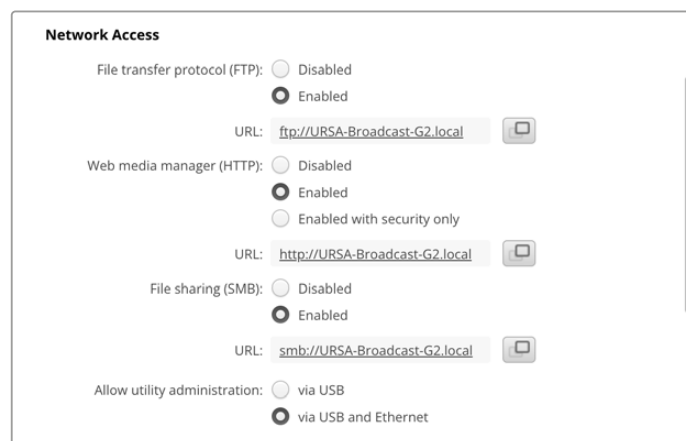 Network Access
File transfer protocol (FTP): Disabled
Enabled
URL: ftp://URSA-Broadcast-G2.local
Web media manager (HTTP): Disabled
Enabled
Enabled with security only
URL: http://URSA-Broadcast-G2.local
File sharing (SMB): Disabled
Enabled
URL: smb://URSA-Broadcast-G2.local
Allow utility administration: via USB
via USB and Ethernet